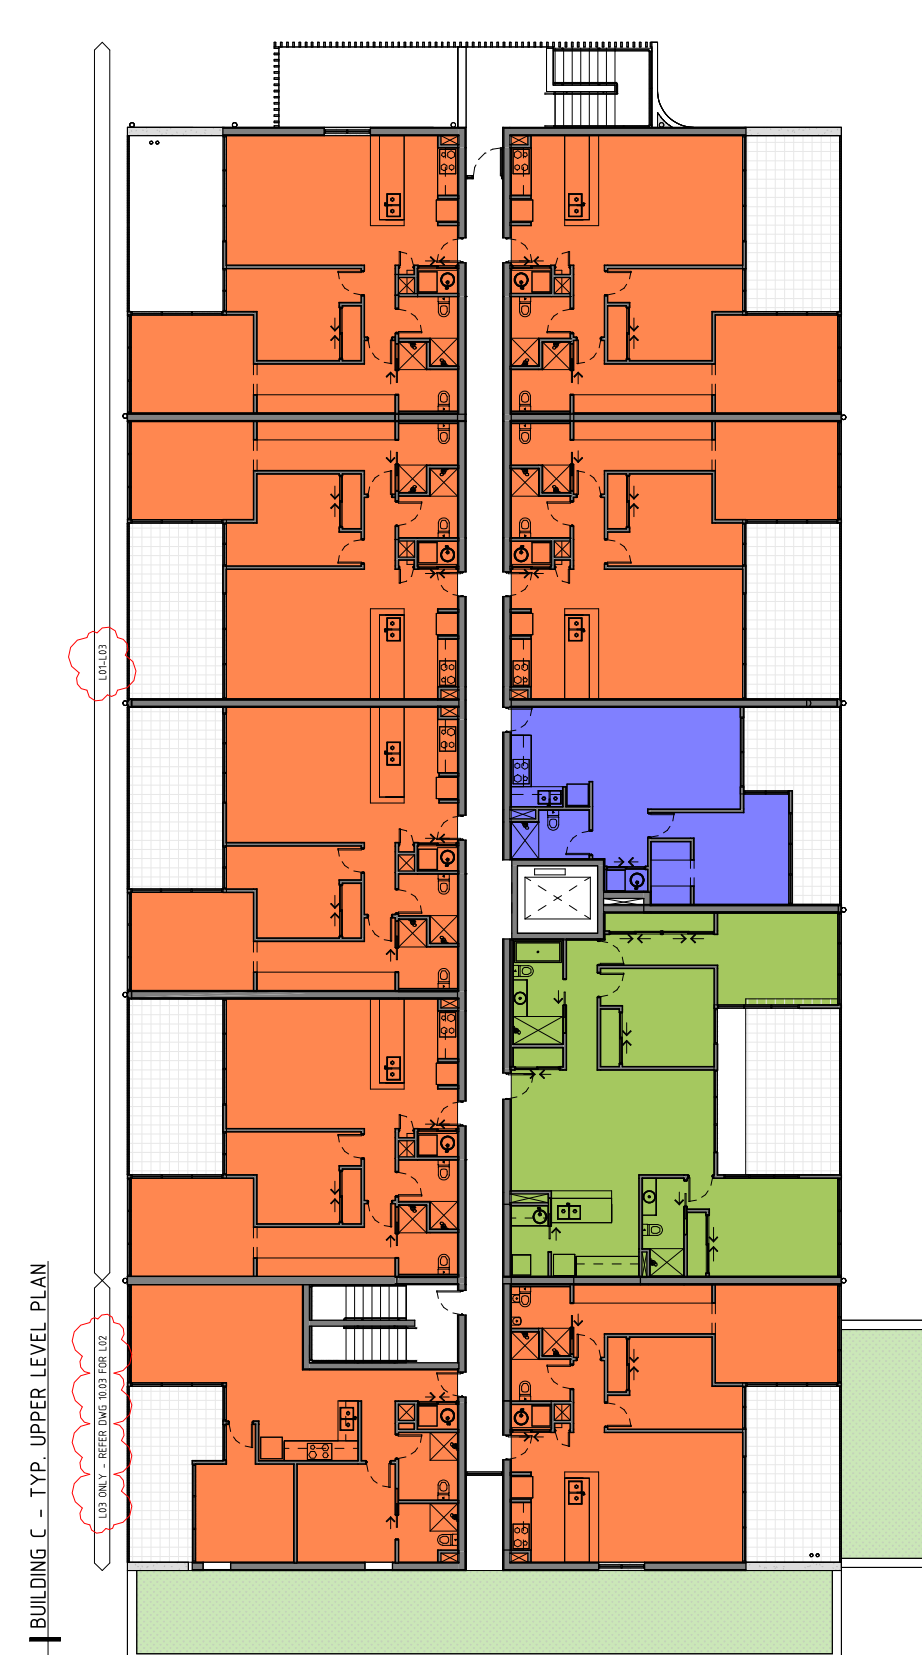 L01-L03
L03 ONLY - REFER DWG 10.03 FOR L02
BUILDING C - TYP. UPPER LEVEL PLAN